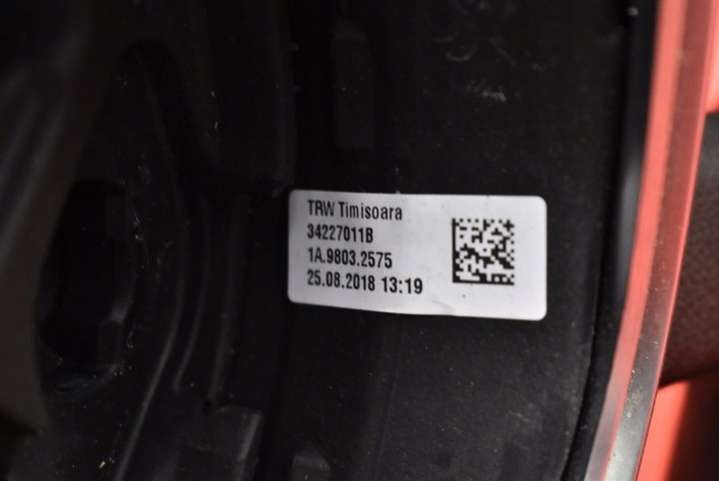 TRW Timisoara
34227011B
1A.9803.2575
25.08.2018 13:19